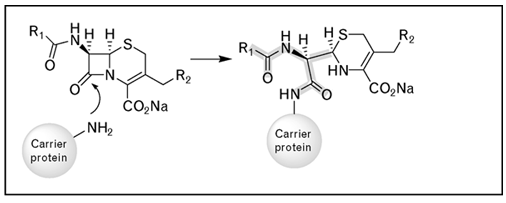 R1
H
N
H
H
S
O
O
N
R2
CO2Na
NH2
Carrier
protein
R1
H
N
H
H
S
O
R2
HN
O
CO2Na
HN
Carrier
protein